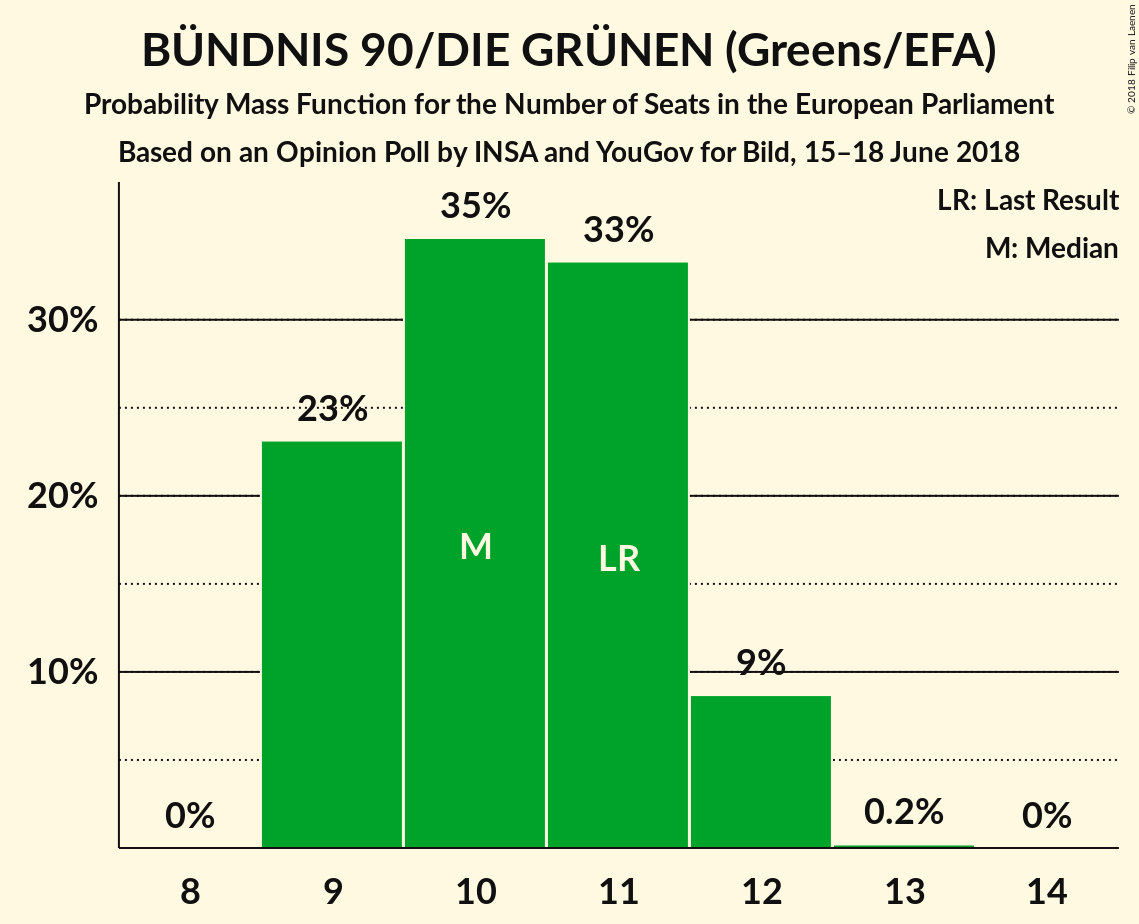 BÜNDNIS 90/DIE GRÜNEN (Greens/EFA)
Probability Mass Function for the Number of Seats in the European Parliament
Based on an Opinion Poll by INSA and YouGov for Bild, 15–18 June 2018
© 2018 Filip van Laenen
LR: Last Result
M: Median
35%
33%
30%
23%
20%
M
LR
10%
9%
0%
0.2%
0%
8 9 10 11 12 13 14